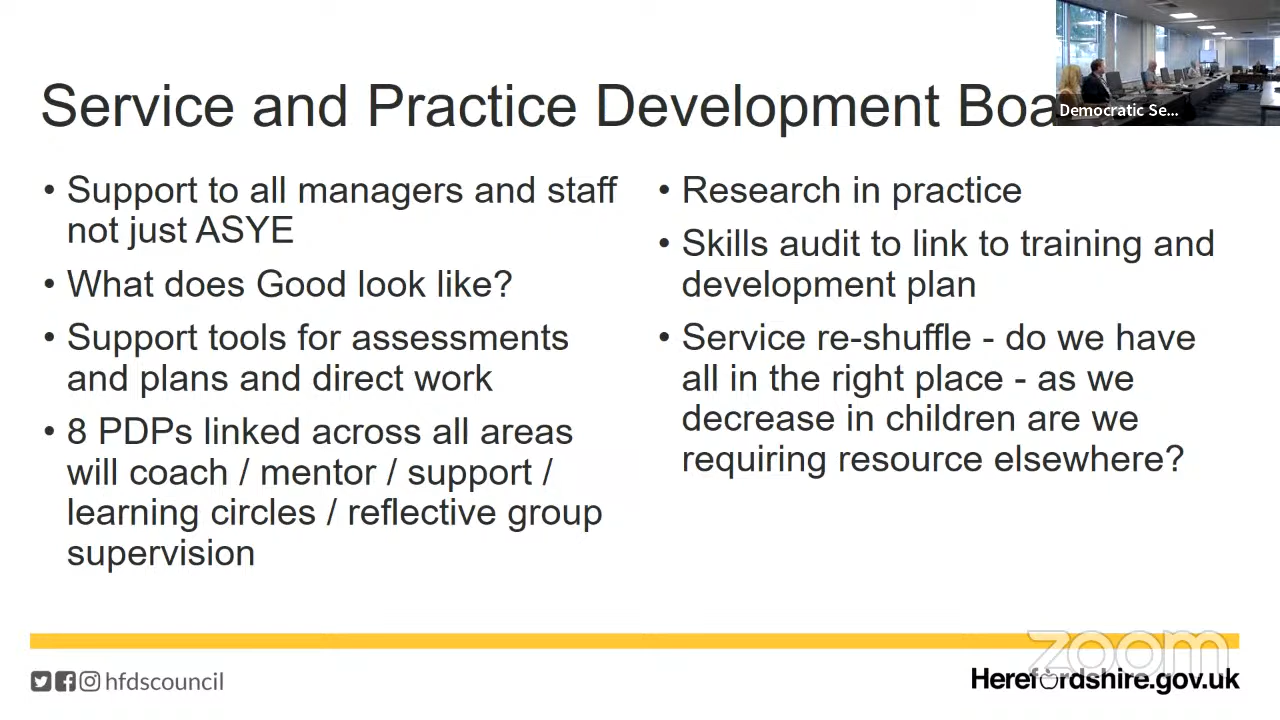 Service and Practice Development Boa
Democratic Se...
• Support to all managers and staff
not just ASYE
• What does Good look like?
• Support tools for assessments
and plans and direct work
• 8 PDPs linked across all areas
will coach / mentor / support /
learning circles / reflective group
supervision
• Research in practice
• Skills audit to link to training and
development plan
• Service re-shuffle - do we have
all in the right place - as we
decrease in children are we
requiring resource elsewhere?
zoom
hfdscouncil
Herefordshire.gov.uk